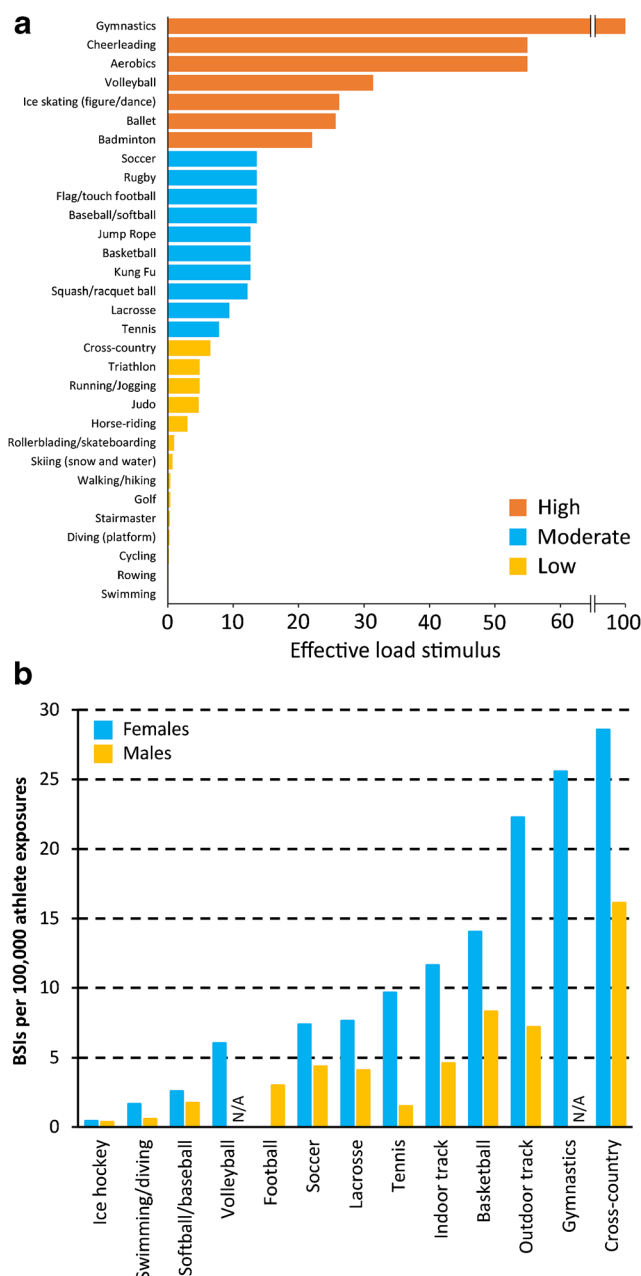 a
Gymnastics
Cheerleading
Aerobics
Volleyball
Ice skating (figure/dance)
Ballet
Badminton
Soccer
Rugby
Flag/touch football
Baseball/softball
Jump Rope
Basketball
Kung Fu
Squash/racquet ball
Lacrosse
Tennis
Cross-country
Triathlon
Running/Jogging
Judo
Horse-riding
Rollerblading/skateboarding
Skiing (snow and water)
Walking/hiking
Golf
Stairmaster
Diving (platform)
Cycling
Rowing
Swimming
High
Moderate
Low
0 10 20 30 40 50 60 100
Effective load stimulus
b
BSIs per 100,000 athlete exposures
30
25
20
15
10
5
0
Females
Males
N/A
N/A
Ice hockey
Swimming/diving
Softball/baseball
Volleyball
Football
Soccer
Lacrosse
Tennis
Indoor track
Basketball
Outdoor track
Gymnastics
Cross-country